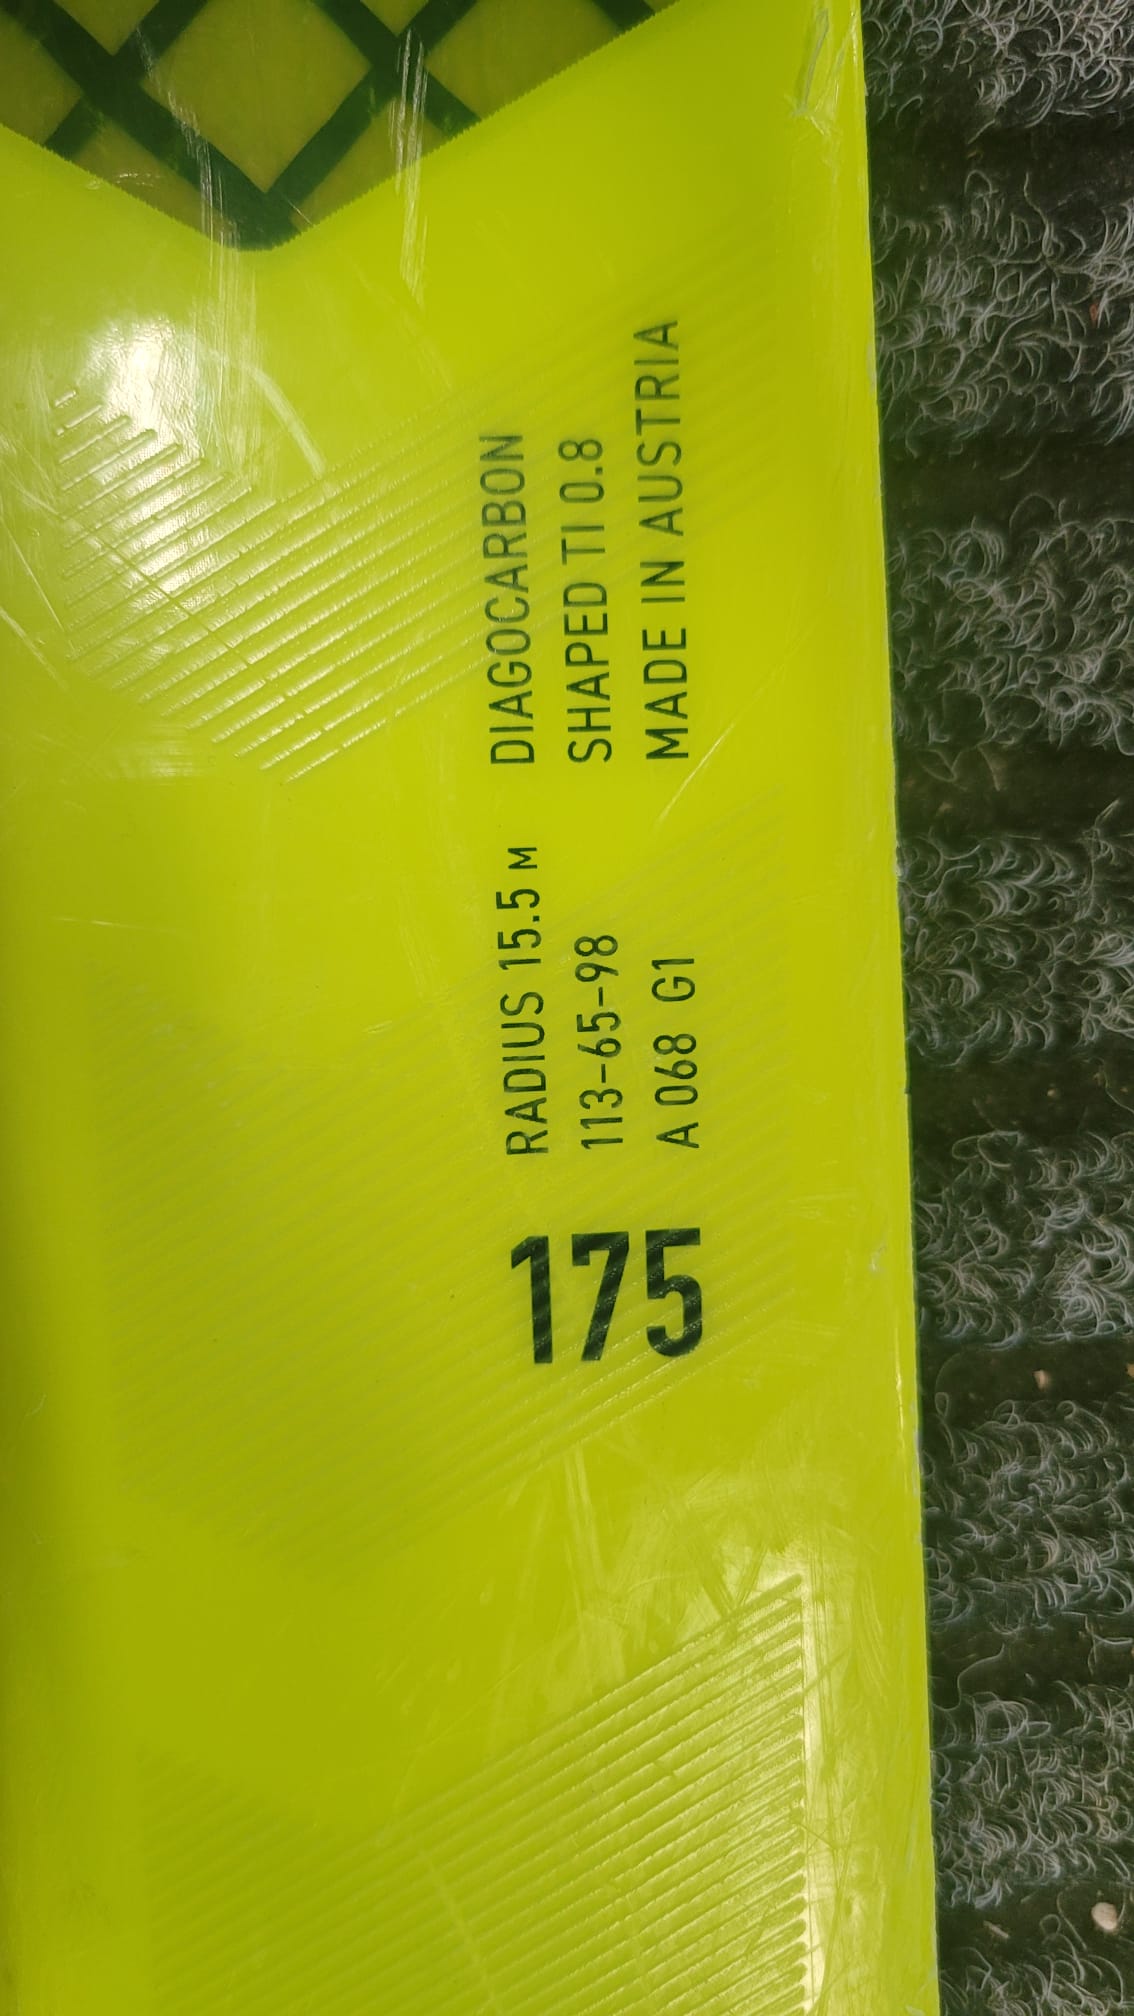 175
RADIUS 15.5 M
113-65-98
A 068 G1
DIAGOCARBON
SHAPED TI 0.8
MADE IN AUSTRIA